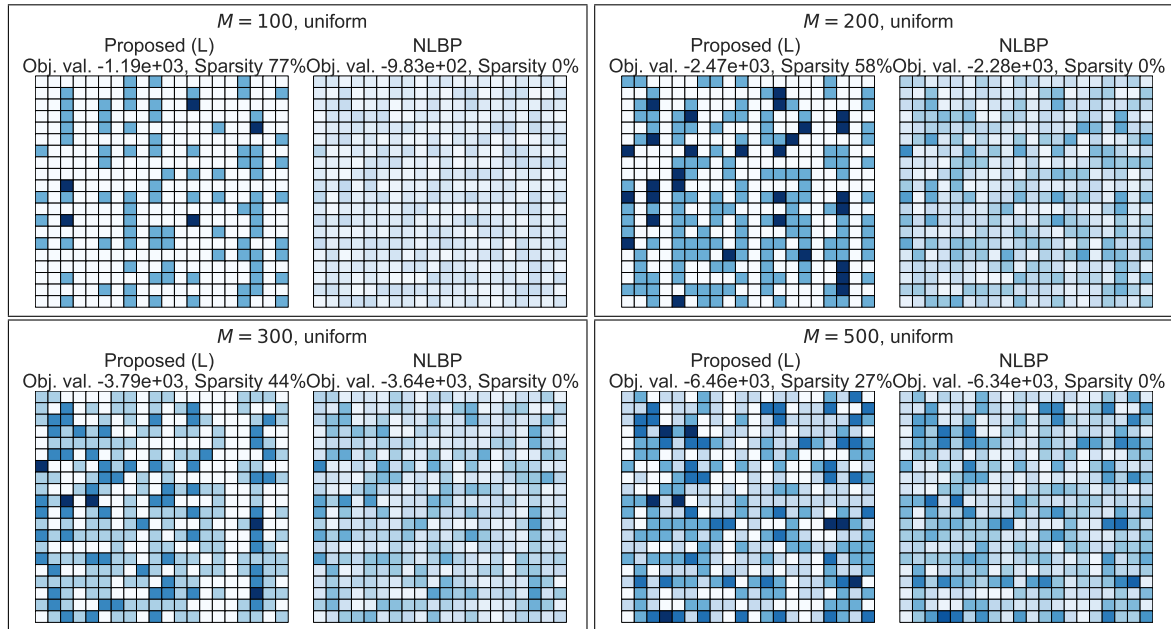 M = 100, uniform
Proposed (L)
Obj. val. -1.19e+03, Sparsity 77%
NLBP
Obj. val. -9.83e+02, Sparsity 0%
M = 200, uniform
Proposed (L)
Obj. val. -2.47e+03, Sparsity 58%
NLBP
Obj. val. -2.28e+03, Sparsity 0%
M = 300, uniform
Proposed (L)
Obj. val. -3.79e+03, Sparsity 44%
NLBP
Obj. val. -3.64e+03, Sparsity 0%
M = 500, uniform
Proposed (L)
Obj. val. -6.46e+03, Sparsity 27%
NLBP
Obj. val. -6.34e+03, Sparsity 0%